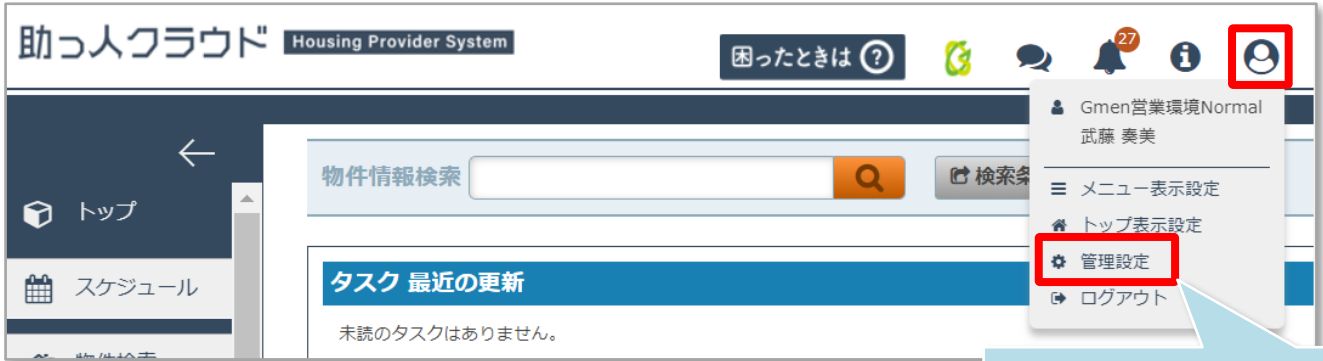 助っ人クラウド Housing Provider System
困ったときは ?
27
Gmen営業環境Normal
武藤 奏美
物件情報検索
検索条
メニュー表示設定
トップ
トップ表示設定
管理設定
スケジュール
タスク 最近の更新
ログアウト
未読のタスクはありません。
物件検索